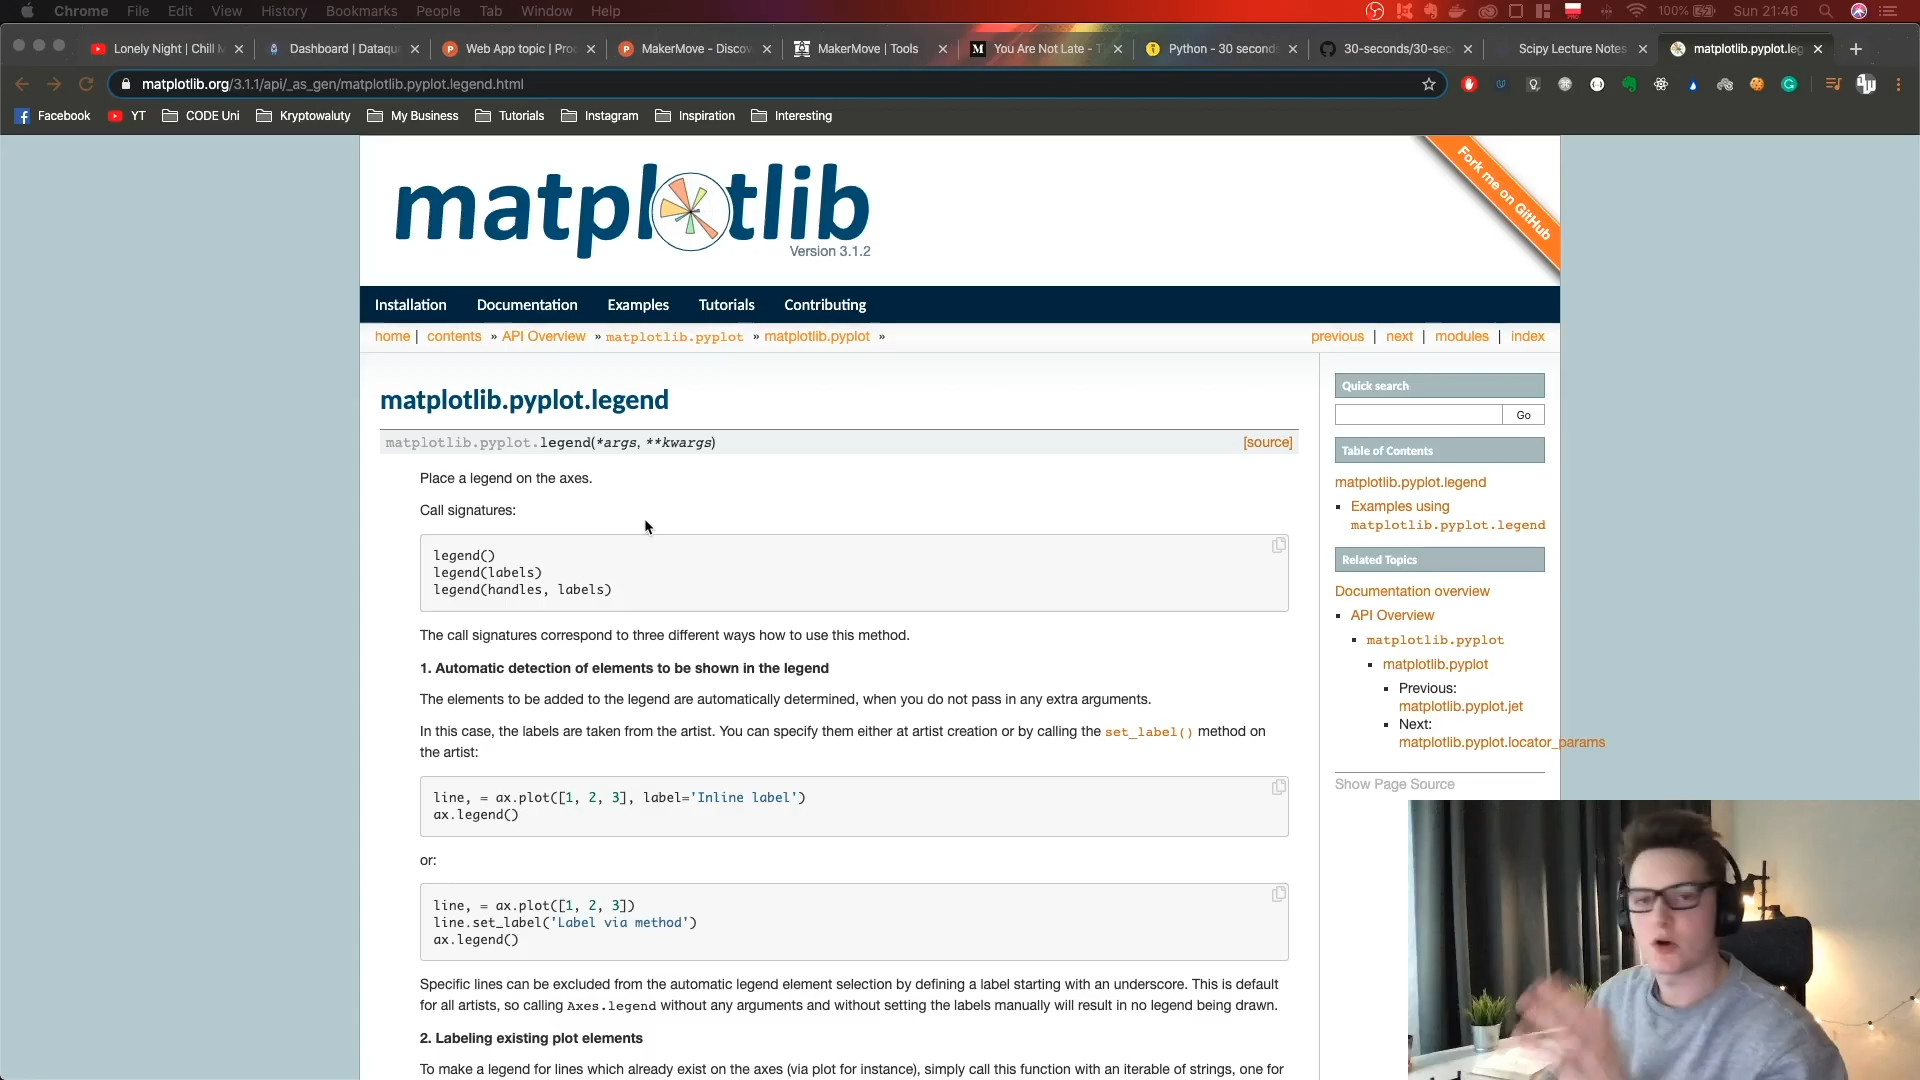 Chrome File Edit View History Bookmarks People Tab Window Help 100% Sun 21:46
Lonely Night | Chill Dashboard | Dataque Web App topic | Pro MakerMove - Discov MakerMove | Tools You Are Not Late - T Python - 30 seconds 30-seconds/30-sec Scipy Lecture Notes matplotlib.pyplot.leg
matplotlib.org/3.1.1/api/_as_gen/matplotlib.pyplot.legend.html
Facebook YT CODE Uni Kryptowaluty My Business Tutorials Instagram Inspiration Interesting
Fork me on GitHub
matplotlib
Version 3.1.2
Installation Documentation Examples Tutorials Contributing
home | contents » API Overview » matplotlib.pyplot » matplotlib.pyplot » previous | next | modules | index
matplotlib.pyplot.legend
matplotlib.pyplot.legend(*args, **kwargs) [source]
Place a legend on the axes.
Call signatures:
legend()
legend(labels)
legend(handles, labels)
The call signatures correspond to three different ways how to use this method.
1. Automatic detection of elements to be shown in the legend
The elements to be added to the legend are automatically determined, when you do not pass in any extra arguments.
In this case, the labels are taken from the artist. You can specify them either at artist creation or by calling the set_label() method on
the artist:
line, = ax.plot([1, 2, 3], label='Inline label')
ax.legend()
or:
line, = ax.plot([1, 2, 3])
line.set_label('Label via method')
ax.legend()
Specific lines can be excluded from the automatic legend element selection by defining a label starting with an underscore. This is default
for all artists, so calling Axes.legend without any arguments and without setting the labels manually will result in no legend being drawn.
2. Labeling existing plot elements
To make a legend for lines which already exist on the axes (via plot for instance), simply call this function with an iterable of strings, one for
Quick search
Go
Table of Contents
matplotlib.pyplot.legend
Examples using
matplotlib.pyplot.legend
Related Topics
Documentation overview
API Overview
matplotlib.pyplot
matplotlib.pyplot
Previous:
matplotlib.pyplot.jet
Next:
matplotlib.pyplot.locator_params
Show Page Source